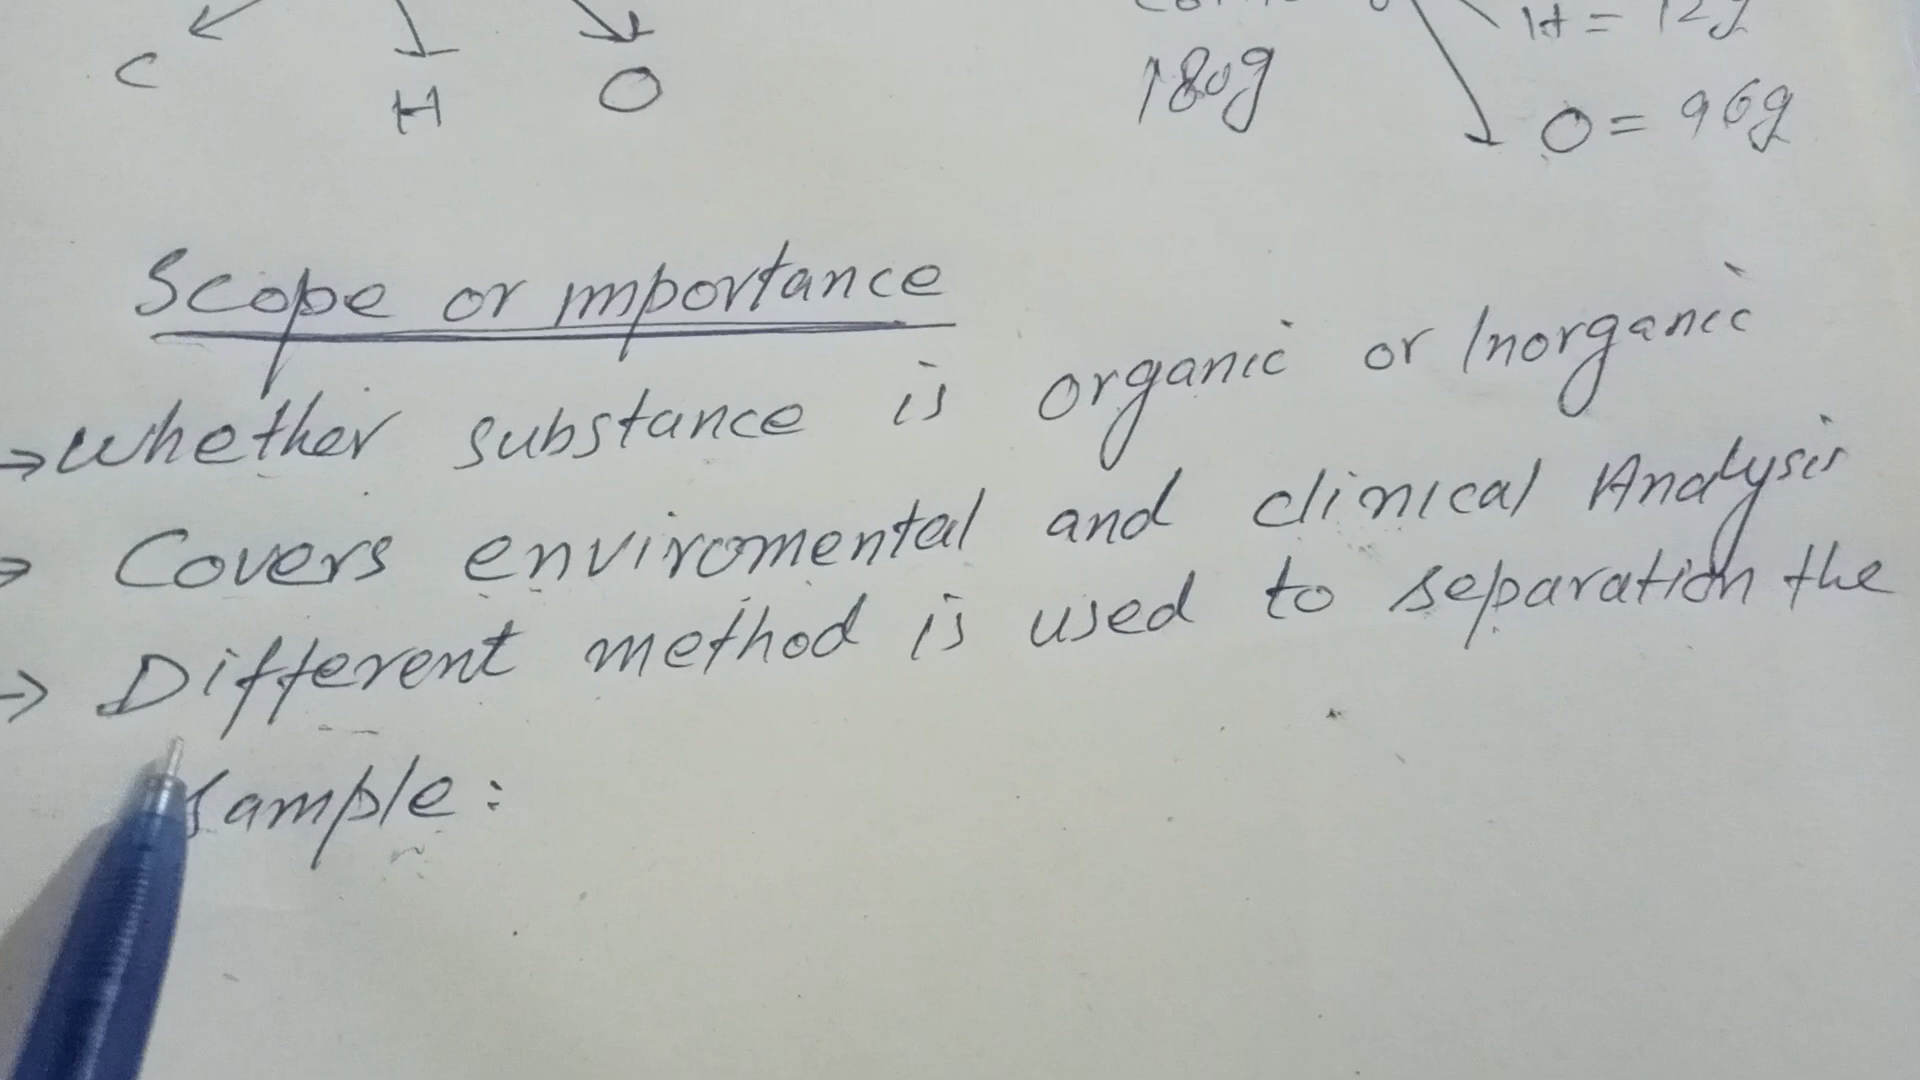 H = 12g
C H O 180g O = 96g
Scope or importance
→ Whether substance is organic or Inorganic
→ Covers enviromental and clinical Analysis
→ Different method is used to separation the
sample: